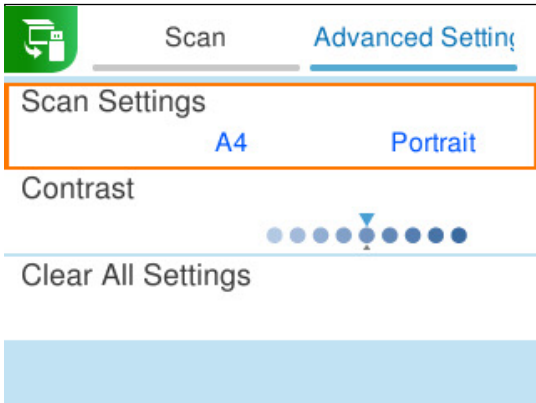 Scan Advanced Setting
Scan Settings
A4 Portrait
Contrast
Clear All Settings